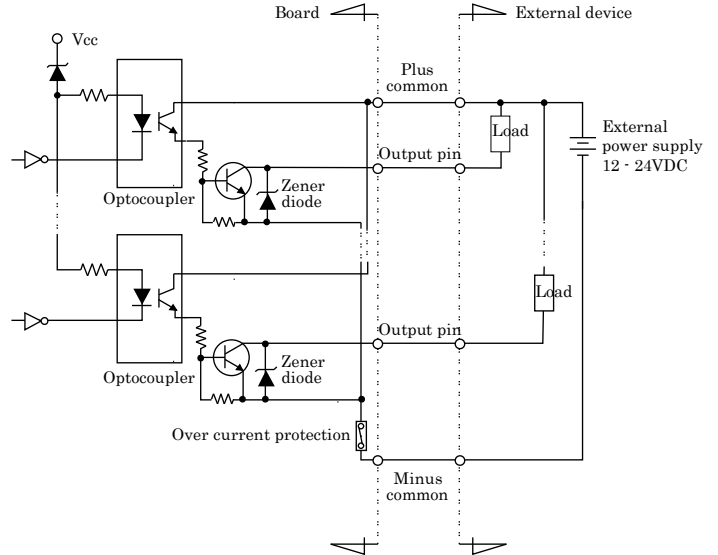 Board
External device
Vcc
Plus
common
Load
External
power supply
12 - 24VDC
Output pin
Zener
diode
Optocoupler
Load
Output pin
Zener
diode
Optocoupler
Over current protection
Minus
common